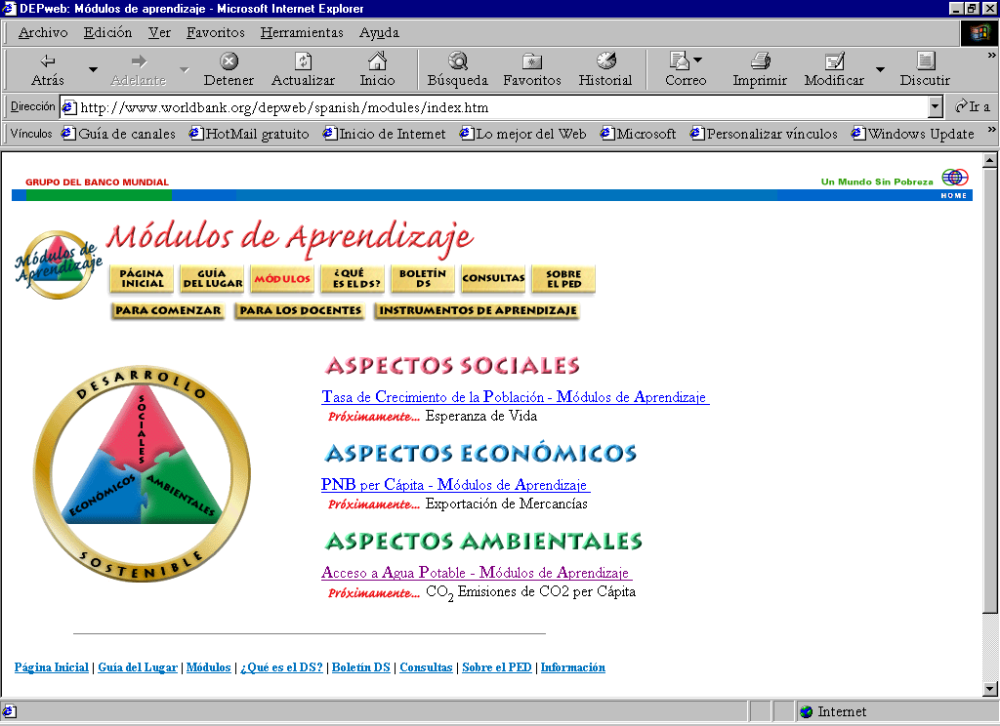 DEPweb: Módulos de aprendizaje - Microsoft Internet Explorer
Archivo Edición Ver Favoritos Herramientas Ayuda
Atrás Adelante Detener Actualizar Inicio Búsqueda Favoritos Historial Correo Imprimir Modificar Discutir
Dirección http://www.worldbank.org/depweb/spanish/modules/index.htm Ir a
Vínculos Guía de canales HotMail gratuito Inicio de Internet Lo mejor del Web Microsoft Personalizar vínculos Windows Update
GRUPO DEL BANCO MUNDIAL Un Mundo Sin Pobreza
HOME
Módulos de Aprendizaje
Módulos de
Aprendizaje
PÁGINA INICIAL GUÍA DEL LUGAR MÓDULOS ¿QUÉ ES EL DS? BOLETÍN DS CONSULTAS SOBRE EL PED
PARA COMENZAR PARA LOS DOCENTES INSTRUMENTOS DE APRENDIZAJE
DESARROLLO
SOCIALES
ECONÓMICOS
AMBIENTALES
SOSTENIBLE
ASPECTOS SOCIALES
Tasa de Crecimiento de la Población - Módulos de Aprendizaje
Próximamente... Esperanza de Vida
ASPECTOS ECONÓMICOS
PNB per Cápita - Módulos de Aprendizaje
Próximamente... Exportación de Mercancías
ASPECTOS AMBIENTALES
Acceso a Agua Potable - Módulos de Aprendizaje
Próximamente... CO2 Emisiones de CO2 per Cápita
Página Inicial | Guía del Lugar | Módulos | ¿Qué es el DS? | Boletín DS | Consultas | Sobre el PED | Información
Internet